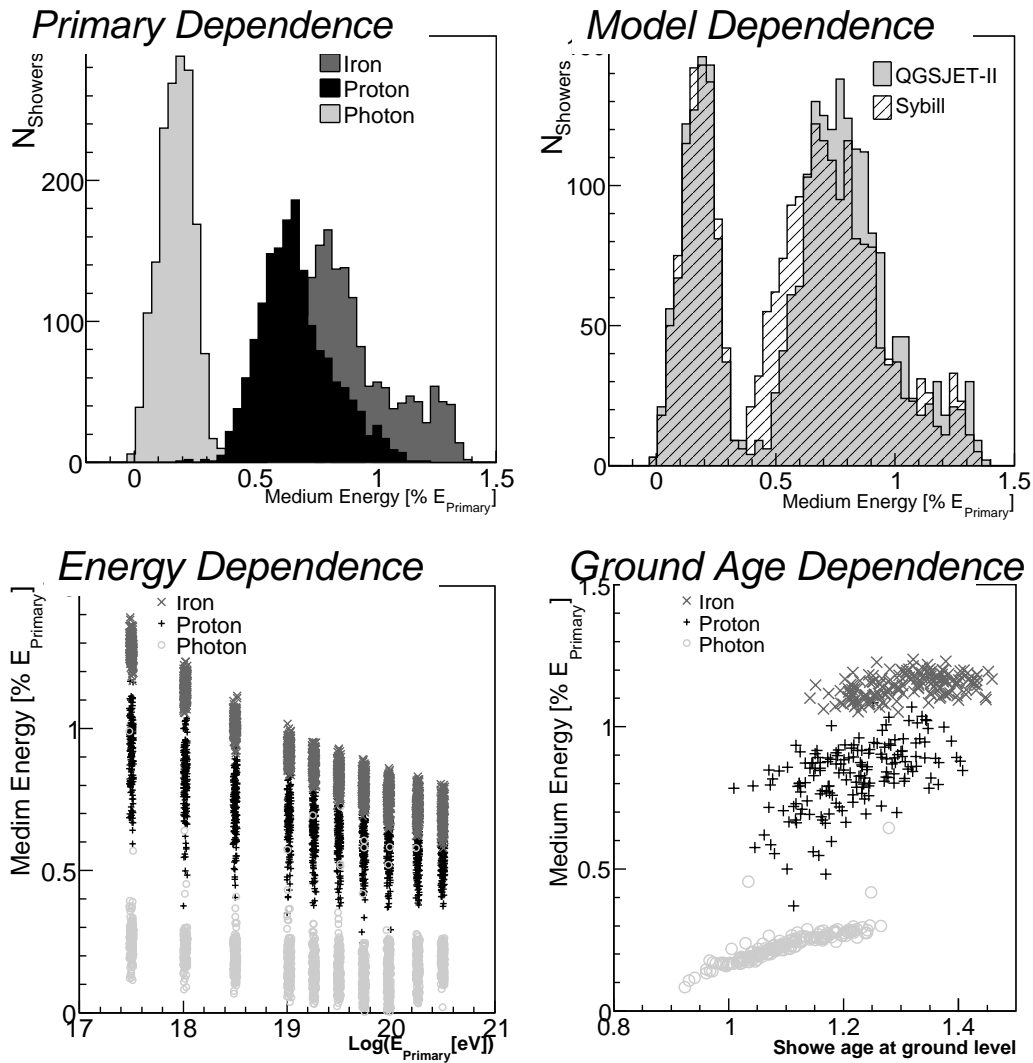 Primary Dependence
Iron
Proton
Photon
N_Showers
200
100
0
0 0.5 1 1.5
Medium Energy [% E_Primary]
Model Dependence
QGSJET-II
Sybill
N_Showers
100
50
0
0 0.5 1 1.5
Medium Energy [% E_Primary]
Energy Dependence
Iron
Proton
Photon
Medim Energy [% E_Primary]
1
0.5
0
17 18 19 20 21
Log(E_Primary[eV])
Ground Age Dependence
Iron
Proton
Photon
Medium Energy [% E_Primary]
1.5
1
0.5
0
0.8 1 1.2 1.4
Showe age at ground level